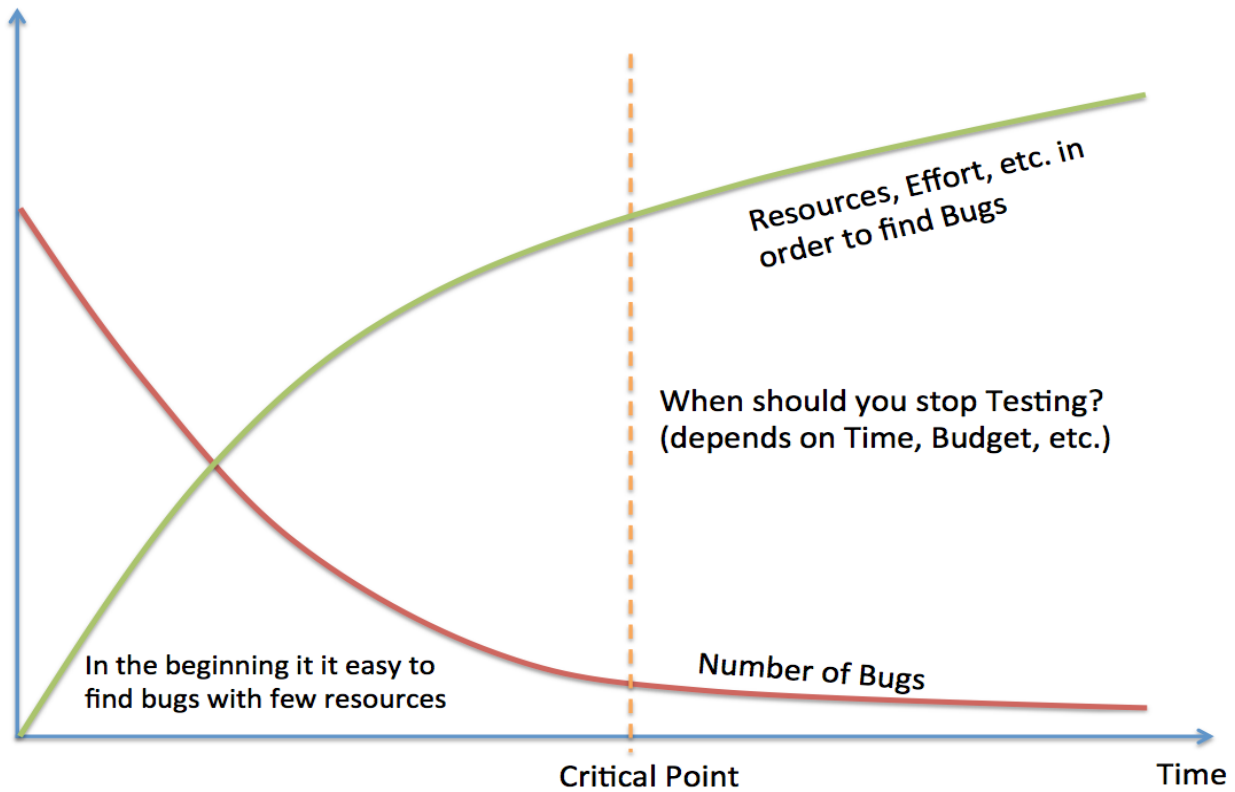 Resources, Effort, etc. in
order to find Bugs
When should you stop Testing?
(depends on Time, Budget, etc.)
In the beginning it it easy to
find bugs with few resources
Number of Bugs
Critical Point
Time